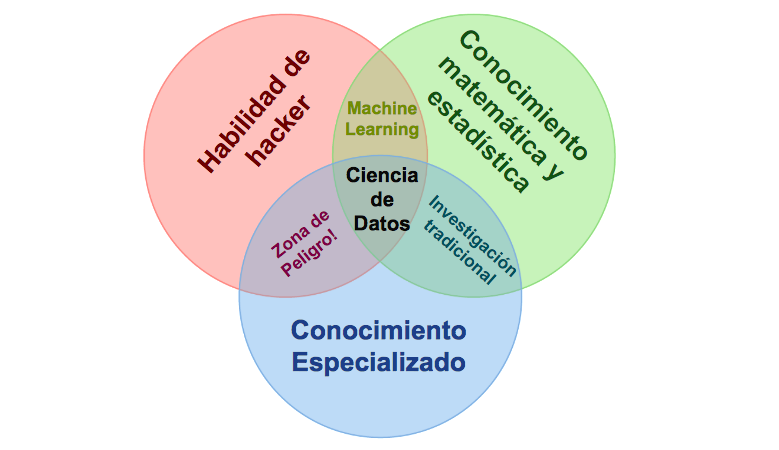 Habilidad de
hacker
Conocimiento
matemática y
estadística
Machine
Learning
Ciencia
de
Datos
Zona de
Peligro!
Investigación
tradicional
Conocimiento
Especializado